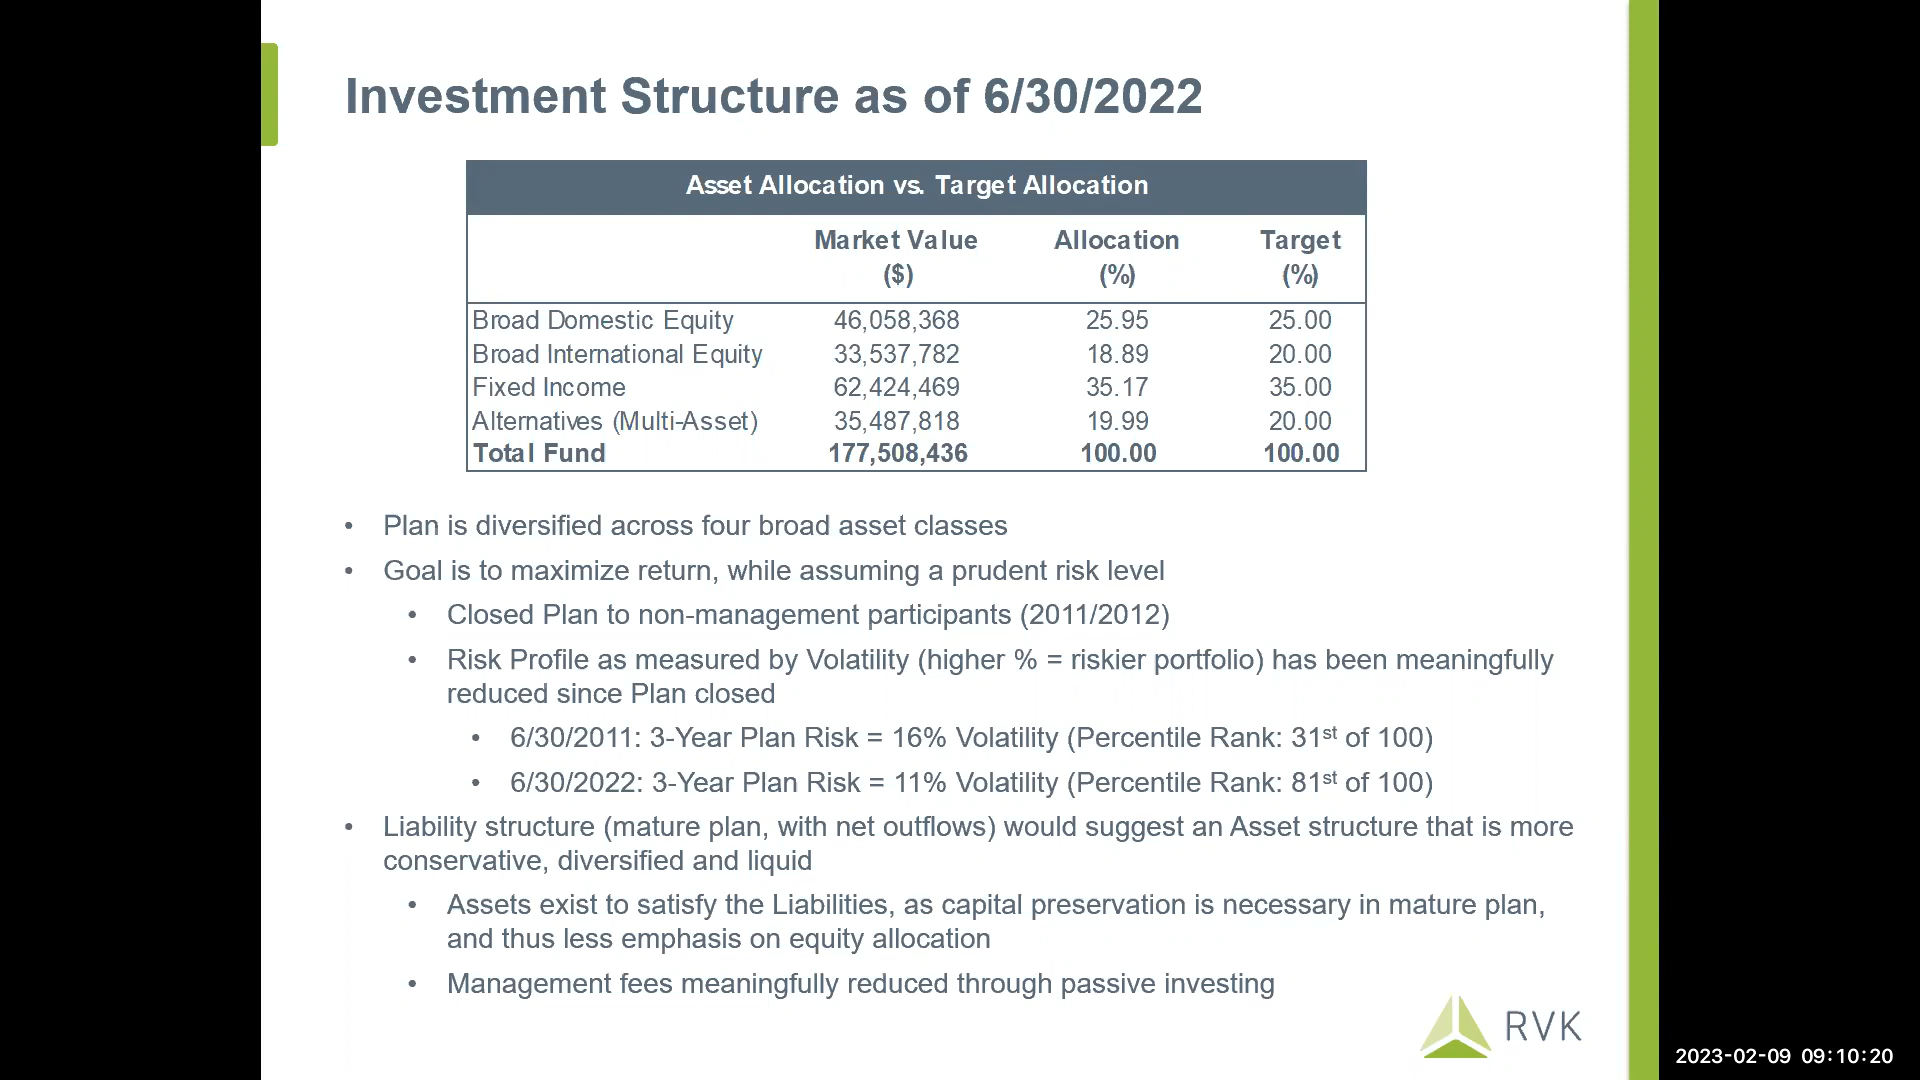 Investment Structure as of 6/30/2022
Asset Allocation vs. Target Allocation
Market Value Allocation Target
($) (%) (%)
Broad Domestic Equity 46,058,368 25.95 25.00
Broad International Equity 33,537,782 18.89 20.00
Fixed Income 62,424,469 35.17 35.00
Alternatives (Multi-Asset) 35,487,818 19.99 20.00
Total Fund 177,508,436 100.00 100.00
• Plan is diversified across four broad asset classes
• Goal is to maximize return, while assuming a prudent risk level
• Closed Plan to non-management participants (2011/2012)
• Risk Profile as measured by Volatility (higher % = riskier portfolio) has been meaningfully
reduced since Plan closed
• 6/30/2011: 3-Year Plan Risk = 16% Volatility (Percentile Rank: 31st of 100)
• 6/30/2022: 3-Year Plan Risk = 11% Volatility (Percentile Rank: 81st of 100)
• Liability structure (mature plan, with net outflows) would suggest an Asset structure that is more
conservative, diversified and liquid
• Assets exist to satisfy the Liabilities, as capital preservation is necessary in mature plan,
and thus less emphasis on equity allocation
• Management fees meaningfully reduced through passive investing
RVK
2023-02-09 09:10:20